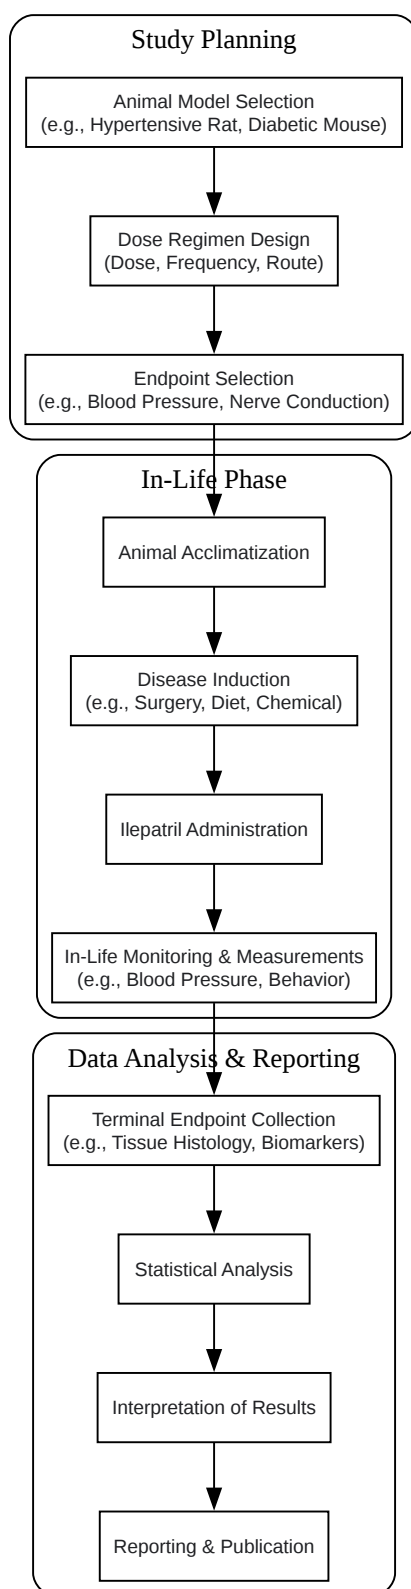 Study Planning
Animal Model Selection
(e.g., Hypertensive Rat, Diabetic Mouse)
Dose Regimen Design
(Dose, Frequency, Route)
Endpoint Selection
(e.g., Blood Pressure, Nerve Conduction)
In-Life Phase
Animal Acclimatization
Disease Induction
(e.g., Surgery, Diet, Chemical)
Ilepatril Administration
In-Life Monitoring & Measurements
(e.g., Blood Pressure, Behavior)
Data Analysis & Reporting
Terminal Endpoint Collection
(e.g., Tissue Histology, Biomarkers)
Statistical Analysis
Interpretation of Results
Reporting & Publication